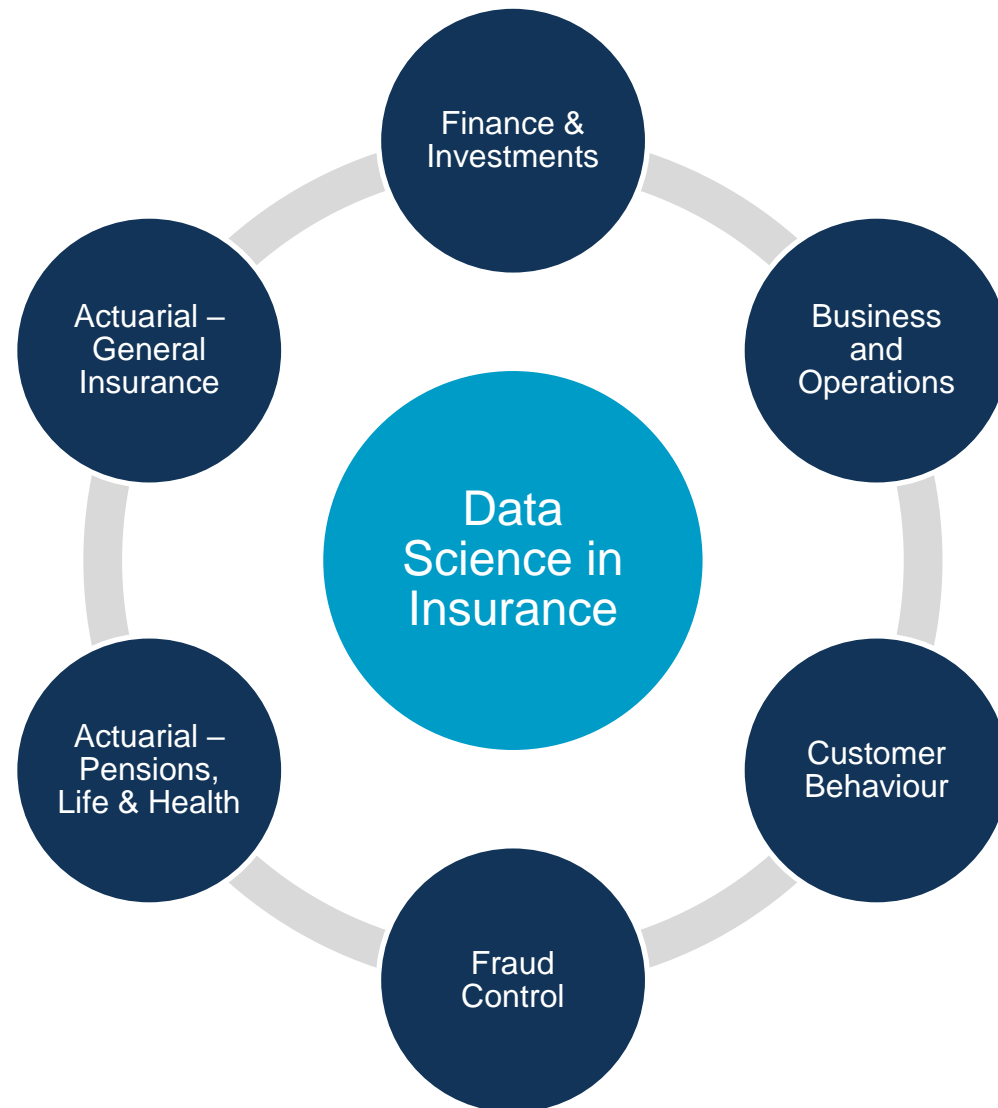 Finance &
Investments
Business
and
Operations
Customer
Behaviour
Fraud
Control
Actuarial –
Pensions,
Life & Health
Actuarial –
General
Insurance
Data
Science in
Insurance